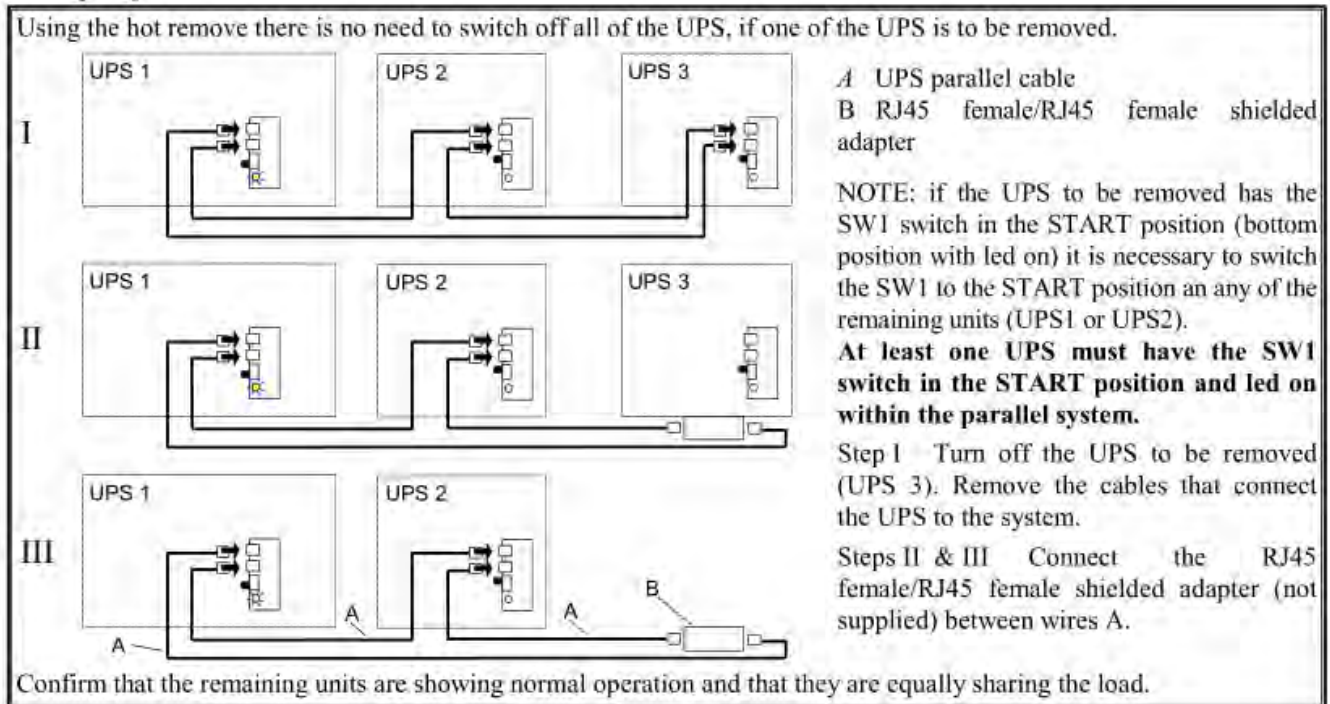 Using the hot remove there is no need to switch off all of the UPS, if one of the UPS is to be removed.
I
UPS 1
UPS 2
UPS 3
A UPS parallel cable
B RJ45 female/RJ45 female shielded
adapter
NOTE: if the UPS to be removed has the
SW1 switch in the START position (bottom
position with led on) it is necessary to switch
the SW1 to the START position an any of the
remaining units (UPS1 or UPS2).
At least one UPS must have the SW1
switch in the START position and led on
within the parallel system.
Step I Turn off the UPS to be removed
(UPS 3). Remove the cables that connect
the UPS to the system.
Steps II & III Connect the RJ45
female/RJ45 female shielded adapter (not
supplied) between wires A.
II
UPS 1
UPS 2
UPS 3
III
UPS 1
UPS 2
A
A
A
B
Confirm that the remaining units are showing normal operation and that they are equally sharing the load.